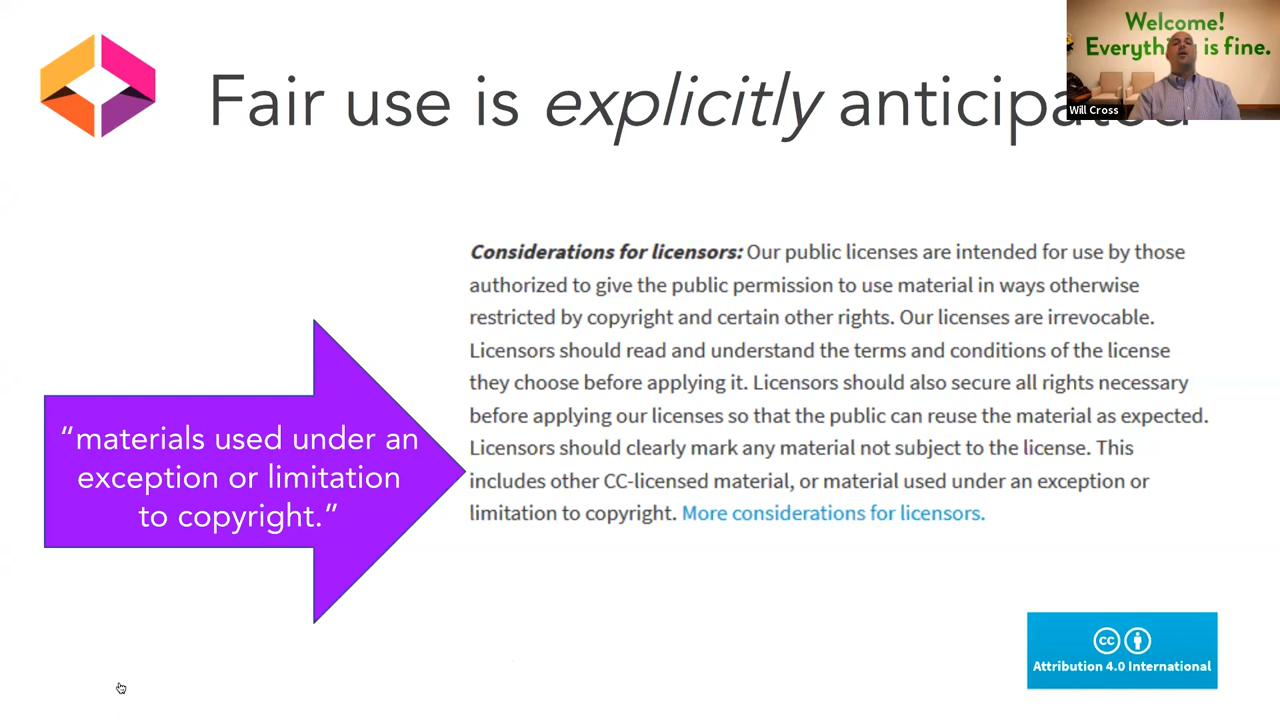 Welcome!
Everything is fine.
Will Cross
Fair use is explicitly anticipated
Considerations for licensors: Our public licenses are intended for use by those
authorized to give the public permission to use material in ways otherwise
restricted by copyright and certain other rights. Our licenses are irrevocable.
Licensors should read and understand the terms and conditions of the license
they choose before applying it. Licensors should also secure all rights necessary
before applying our licenses so that the public can reuse the material as expected.
Licensors should clearly mark any material not subject to the license. This
includes other CC-licensed material, or material used under an exception or
limitation to copyright. More considerations for licensors.
“materials used under an
exception or limitation
to copyright.”
cc
Attribution 4.0 International